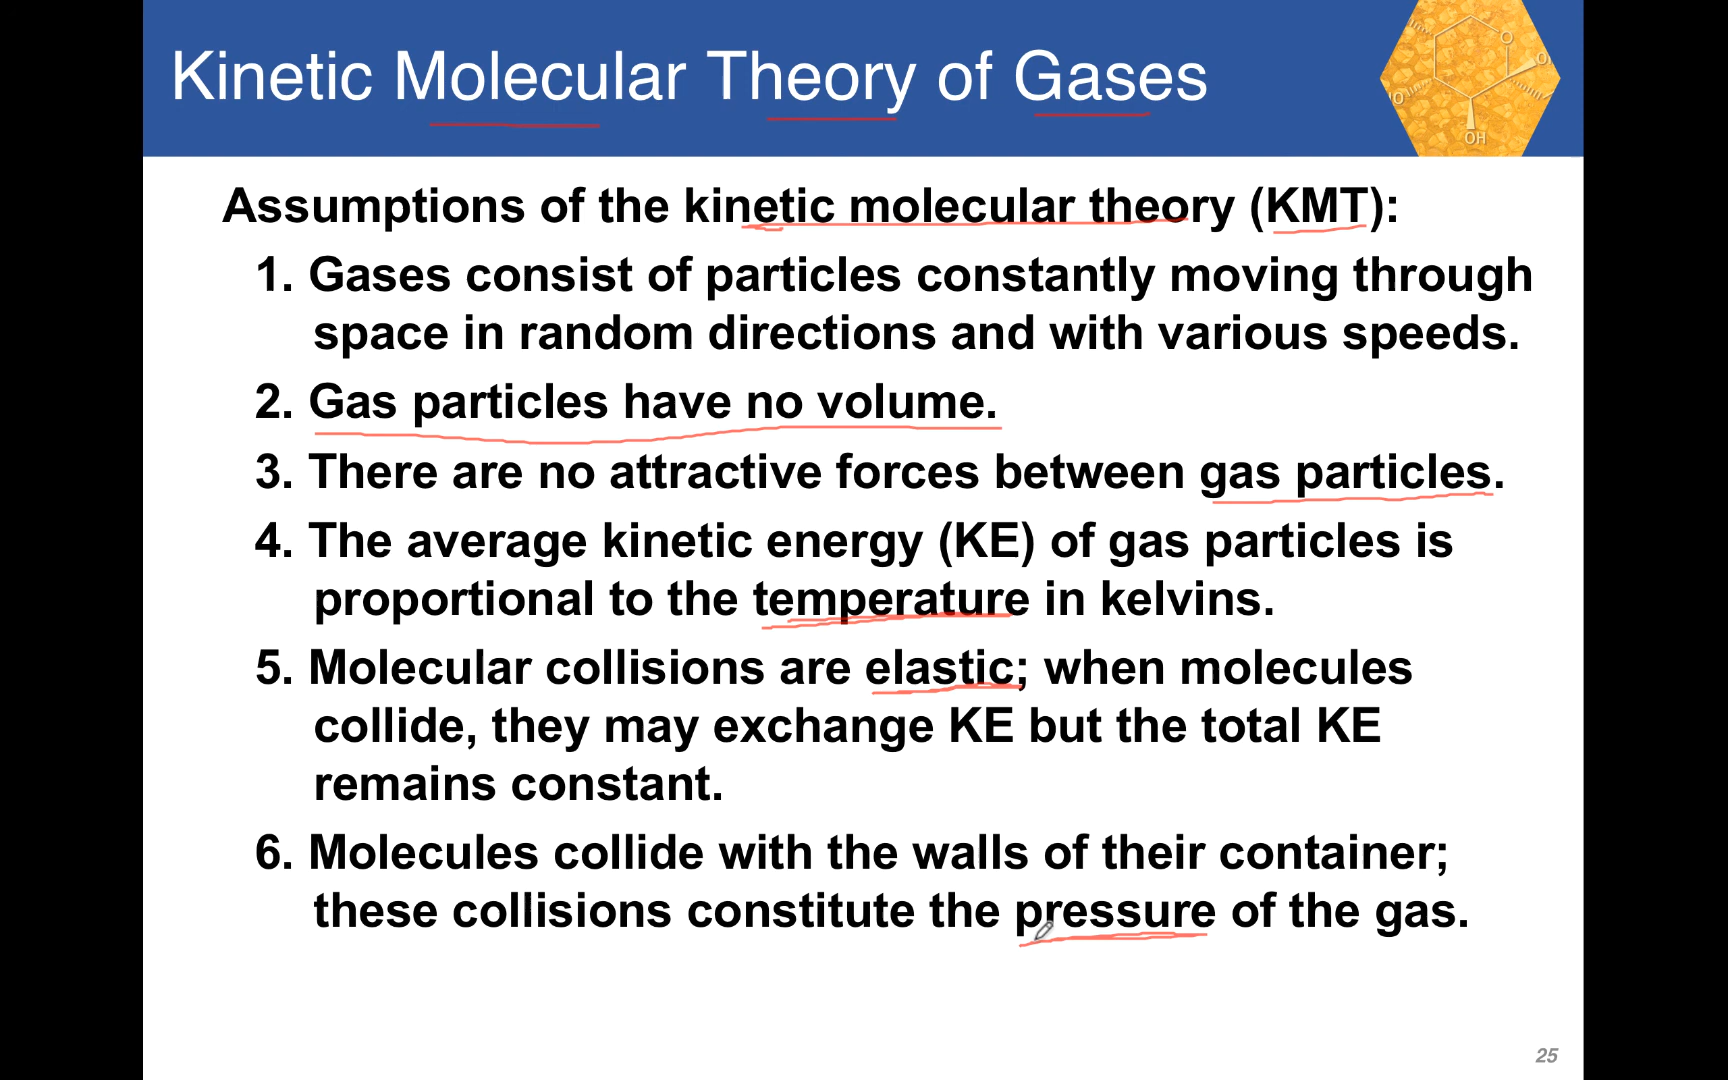 Kinetic Molecular Theory of Gases
O
O
IO
OH
Assumptions of the kinetic molecular theory (KMT):
1. Gases consist of particles constantly moving through
space in random directions and with various speeds.
2. Gas particles have no volume.
3. There are no attractive forces between gas particles.
4. The average kinetic energy (KE) of gas particles is
proportional to the temperature in kelvins.
5. Molecular collisions are elastic; when molecules
collide, they may exchange KE but the total KE
remains constant.
6. Molecules collide with the walls of their container;
these collisions constitute the pressure of the gas.
25